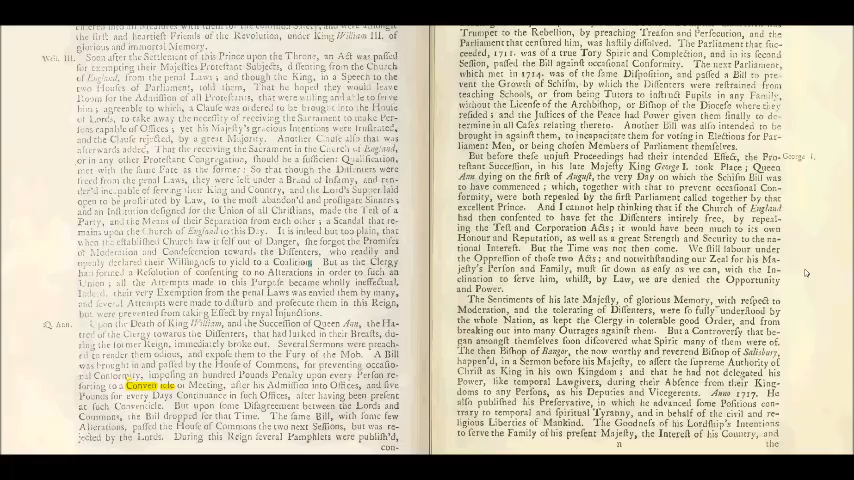 the first and heartiest Friends of the Revolution, under King William III. of
glorious and immortal Memory.
Will. III. Soon after the Settlement of this Prince upon the Throne, an Act was passed
for exempting their Majesties Protestant Subjects, dissenting from the Church
of England, from the penal Laws; and though the King, in a Speech to the
two Houses of Parliament, told them, That he hoped they would leave
Room for the Admission of all Protestants, that were willing and able to serve
him; agreeable to which, a Clause was ordered to be brought into the House of
Lords, to take away the necessity of receiving the Sacrament to make Per-
sons capable of Offices; yet his Majesty's gracious Intentions were frustrated,
and the Clause rejected, by a great Majority. Another Clause also that was
afterwards added, That the receiving the Sacrament in the Church of England,
or in any other Protestant Congregation, should be a sufficient Qualification,
met with the same Fate as the former: So that though the Dissenters were
freed from the penal Laws, they were left under a Brand of Infamy, and ren-
der'd incapable of serving their King and Country, and the Lord's Supper laid
open to be prostituted by Law, to the most abandon'd and profligate Sinners;
and an Institution designed for the Union of all Christians, made the Test of a
Party, and the Means of their Separation from each other; a Scandal that re-
mains upon the Church of England to this Day. It is indeed but too plain, that
when the established Church saw it self out of Danger, she forgot the Promises
of Moderation and Condescension towards the Dissenters, who readily and
openly declared their Willingness to yield to a Coalition. But as the Clergy
had formed a Resolution of consenting to no Alterations in order to such an
Union; all the Attempts made to this Purpose became wholly ineffectual.
Indeed, their very Exemption from the penal Laws was envied them by many,
and several Attempts were made to disturb and prosecute them in this Reign,
but were prevented from taking Effect by royal Injunctions.
Q. Ann. Upon the Death of King William, and the Succession of Queen Ann, the Ha-
tred of the Clergy towards the Dissenters, that had lurked in their Breasts, du-
ring the former Reign, immediately broke out. Several Sermons were preach-
ed to render them odious, and expose them to the Fury of the Mob. A Bill
was brought in and passed by the House of Commons, for preventing occasio-
nal Conformity, imposing an hundred Pounds Penalty upon every Person re-
sorting to a Conventicle or Meeting, after his Admission into Offices, and five
Pounds for every Days Continuance in such Offices, after having been present
at such Conventicle. But upon some Disagreement between the Lords and
Commons, the Bill dropped for that Time. The same Bill, with some few
Alterations, passed the House of Commons the two next Sessions, but was re-
jected by the Lords. During this Reign several Pamphlets were publish'd,
con-
Trumpet to the Rebellion, by preaching Treason and Persecution, and the
Parliament that censured him, was hastily dissolved. The Parliament that suc-
ceeded, 1711. was of a true Tory Spirit and Complection, and in its second
Session, passed the Bill against occasional Conformity. The next Parliament,
which met in 1714. was of the same Disposition, and passed a Bill to pre-
vent the Growth of Schism, by which the Dissenters were restrained from
teaching Schools, or from being Tutors to instruct Pupils in any Family,
without the License of the Archbishop, or Bishop of the Diocese where they
resided; and the Justices of the Peace had Power given them finally to de-
termine in all Cases relating thereto. Another Bill was also intended to be
brought in against them, to incapacitate them for voting in Elections for Par-
liament Men, or being chosen Members of Parliament themselves.
But before these unjust Proceedings had their intended Effect, the Pro- George I.
testant Succession, in his late Majesty King George I. took Place; Queen
Ann dying on the first of August, the very Day on which the Schism Bill was
to have commenced; which, together with that to prevent occasional Con-
formity, were both repealed by the first Parliament called together by that
excellent Prince. And I cannot help thinking that if the Church of England
had then consented to have set the Dissenters intirely free, by repeal-
ing the Test and Corporation Acts; it would have been much to its own
Honour and Reputation, as well as a great Strength and Security to the na-
tional Interest. But the Time was not then come. We still labour under
the Oppression of those two Acts; and notwithstanding our Zeal for his Ma-
jesty's Person and Family, must sit down as easy as we can, with the In-
clination to serve him, whilst, by Law, we are denied the Opportunity
and Power.
The Sentiments of his late Majesty, of glorious Memory, with respect to
Moderation, and the tolerating of Dissenters, were so fully understood by
the whole Nation, as kept the Clergy in tolerable good Order, and from
breaking out into many Outrages against them. But a Controversy that be-
gan amongst themselves soon discovered what Spirit many of them were of.
The then Bishop of Bangor, the now worthy and reverend Bishop of Salisbury,
happen'd, in a Sermon before his Majesty, to assert the Supreme Authority of
Christ as King in his own Kingdom; and that he had not delegated his
Power, like temporal Lawgivers, during their Absence from their King-
doms to any Persons, as his Deputies and Vicegerents. Anno 1717. He
also published his Preservative, in which he advanced some Positions con-
trary to temporal and spiritual Tyranny, and in behalf of the civil and re-
ligious Liberties of Mankind. The Goodness of his Lordship's Intentions
to serve the Family of his present Majesty, the Interest of his Country, and
n the